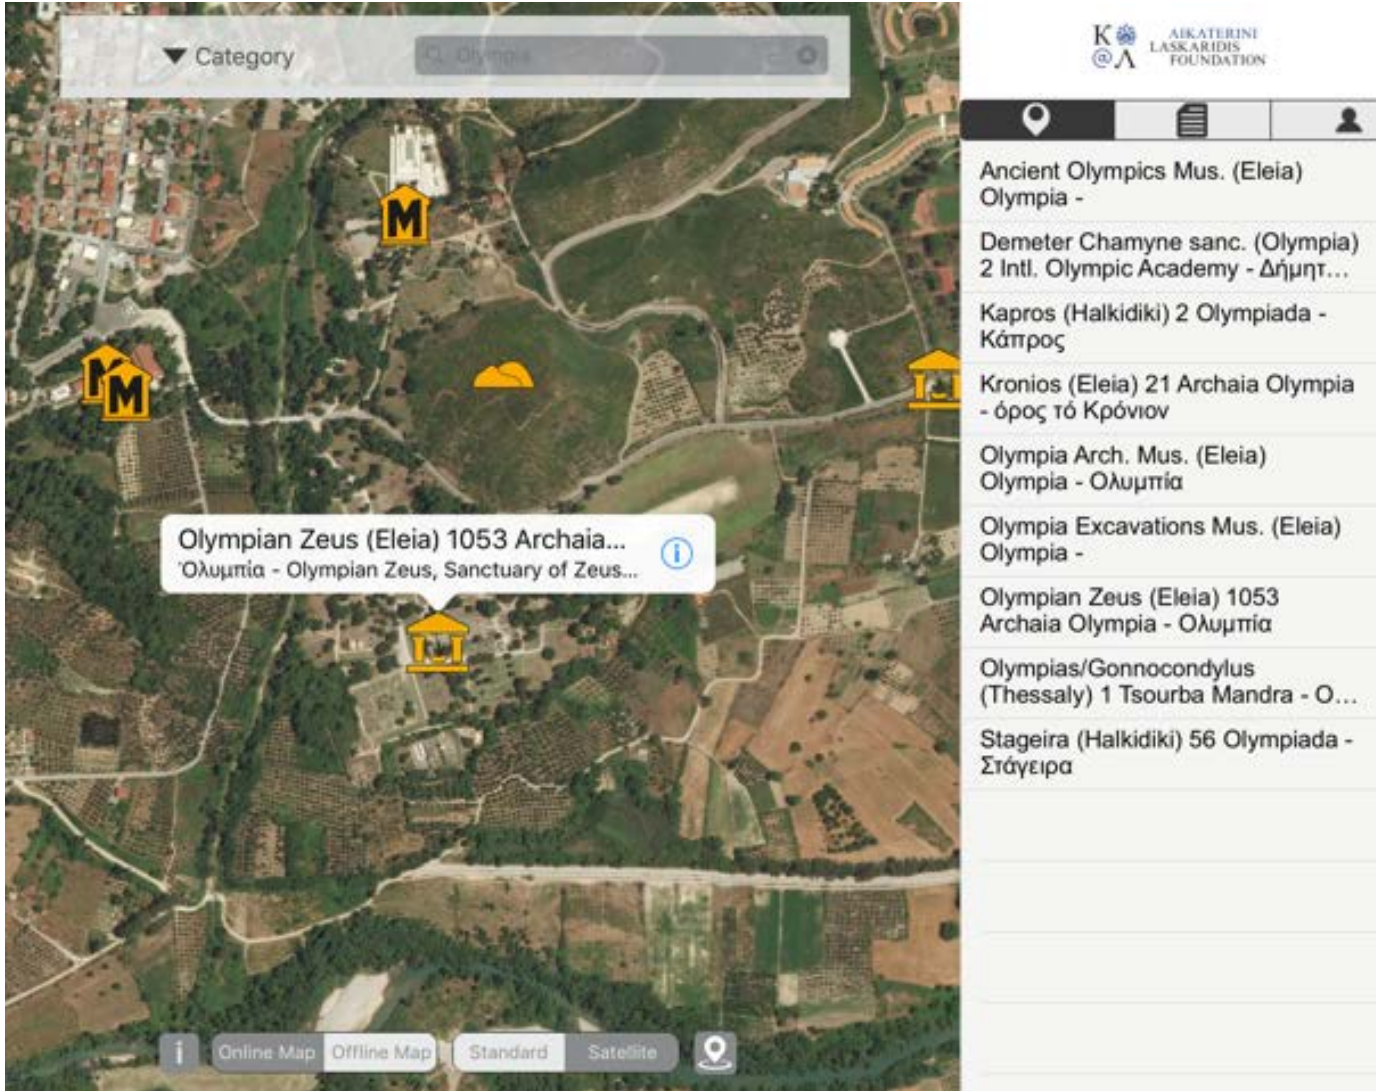 Category
Olympia
Olympian Zeus (Eleia) 1053 Archaia...
Ὀλυμπία - Olympian Zeus, Sanctuary of Zeus...
M
M
M
i
Online Map
Offline Map
Standard
Satellite
K@Λ
AIKATERINI
LASKARIDIS
FOUNDATION
Ancient Olympics Mus. (Eleia)
Olympia -
Demeter Chamyne sanc. (Olympia)
2 Intl. Olympic Academy - Δήμητ...
Kapros (Halkidiki) 2 Olympiada -
Κάπρος
Kronios (Eleia) 21 Archaia Olympia
- όρος τό Κρόνιον
Olympia Arch. Mus. (Eleia)
Olympia - Ολυμπία
Olympia Excavations Mus. (Eleia)
Olympia -
Olympian Zeus (Eleia) 1053
Archaia Olympia - Ολυμπία
Olympias/Gonnocondylus
(Thessaly) 1 Tsourba Mandra - Ο...
Stageira (Halkidiki) 56 Olympiada -
Στάγειρα